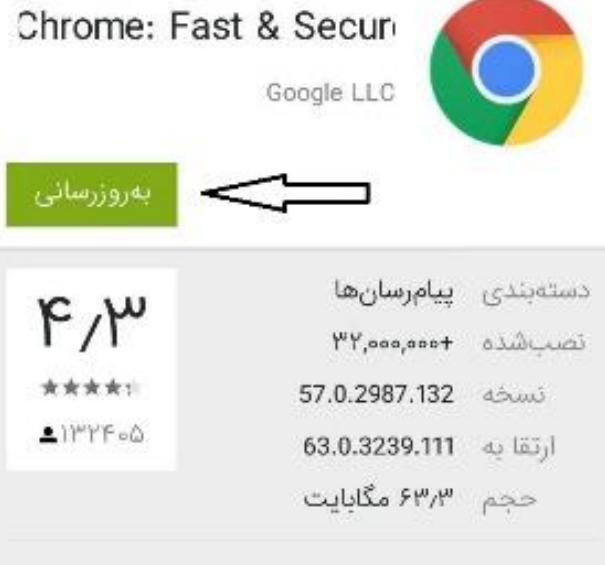 Chrome: Fast & Secur
Google LLC
به‌روزرسانی
دسته‌بندی پیام‌رسان‌ها
نصب‌شده ۳۲,۰۰۰,۰۰۰+
نسخه 57.0.2987.132
ارتقا به 63.0.3239.111
حجم ۶۳٫۳ مگابایت
۴٫۳
۱۳۲۴۰۵